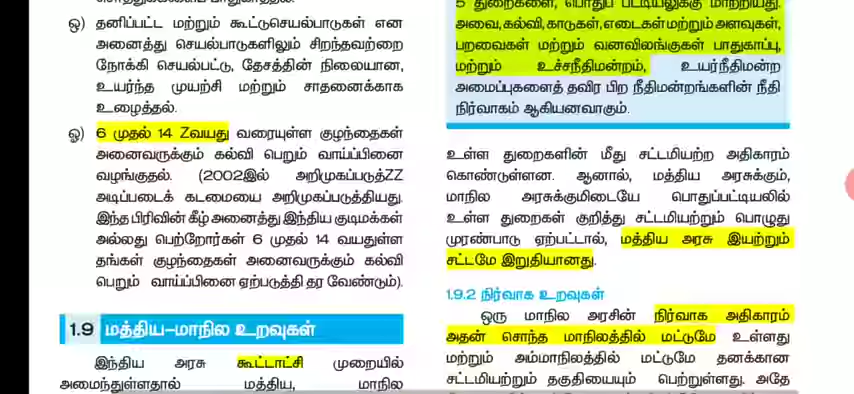 ஒ) தனிப்பட்ட மற்றும் கூட்டுசெயல்பாடுகள் என
அனைத்து செயல்பாடுகளிலும் சிறந்தவற்றை
நோக்கி செயல்பட்டு, தேசத்தின் நிலையான,
உயர்ந்த முயற்சி மற்றும் சாதனைக்காக
உழைத்தல்.
ஓ) 6 முதல் 14 Zவயது வரையுள்ள குழந்தைகள்
அனைவருக்கும் கல்வி பெறும் வாய்ப்பினை
வழங்குதல். (2002இல் அறிமுகப்படுத்ZZ
அடிப்படைக் கடமையை அறிமுகப்படுத்தியது.
இந்த பிரிவின் கீழ் அனைத்து இந்திய குடிமக்கள்
அல்லது பெற்றோர்கள் 6 முதல் 14 வயதுள்ள
தங்கள் குழந்தைகள் அனைவருக்கும் கல்வி
பெறும் வாய்ப்பினை ஏற்படுத்தி தர வேண்டும்).
1.9 மத்திய-மாநில உறவுகள்
இந்திய அரசு கூட்டாட்சி முறையில்
அமைந்துள்ளதால் மத்திய, மாநில
5 துறைகளை, பொதுப் பட்டியலுக்கு மாற்றியது.
அவை, கல்வி, காடுகள், எடைகள் மற்றும் அளவுகள்,
பறவைகள் மற்றும் வனவிலங்குகள் பாதுகாப்பு,
மற்றும் உச்சநீதிமன்றம், உயர்நீதிமன்ற
அமைப்புகளைத் தவிர பிற நீதிமன்றங்களின் நீதி
நிர்வாகம் ஆகியனவாகும்.
உள்ள துறைகளின் மீது சட்டமியற்ற அதிகாரம்
கொண்டுள்ளன. ஆனால், மத்திய அரசுக்கும்,
மாநில அரசுக்குமிடையே பொதுப்பட்டியலில்
உள்ள துறைகள் குறித்து சட்டமியற்றும் பொழுது
முரண்பாடு ஏற்பட்டால், மத்திய அரசு இயற்றும்
சட்டமே இறுதியானது.
1.9.2 நிர்வாக உறவுகள்
ஒரு மாநில அரசின் நிர்வாக அதிகாரம்
அதன் சொந்த மாநிலத்தில் மட்டுமே உள்ளது
மற்றும் அம்மாநிலத்தில் மட்டுமே தனக்கான
சட்டமியற்றும் தகுதியையும் பெற்றுள்ளது. அதே